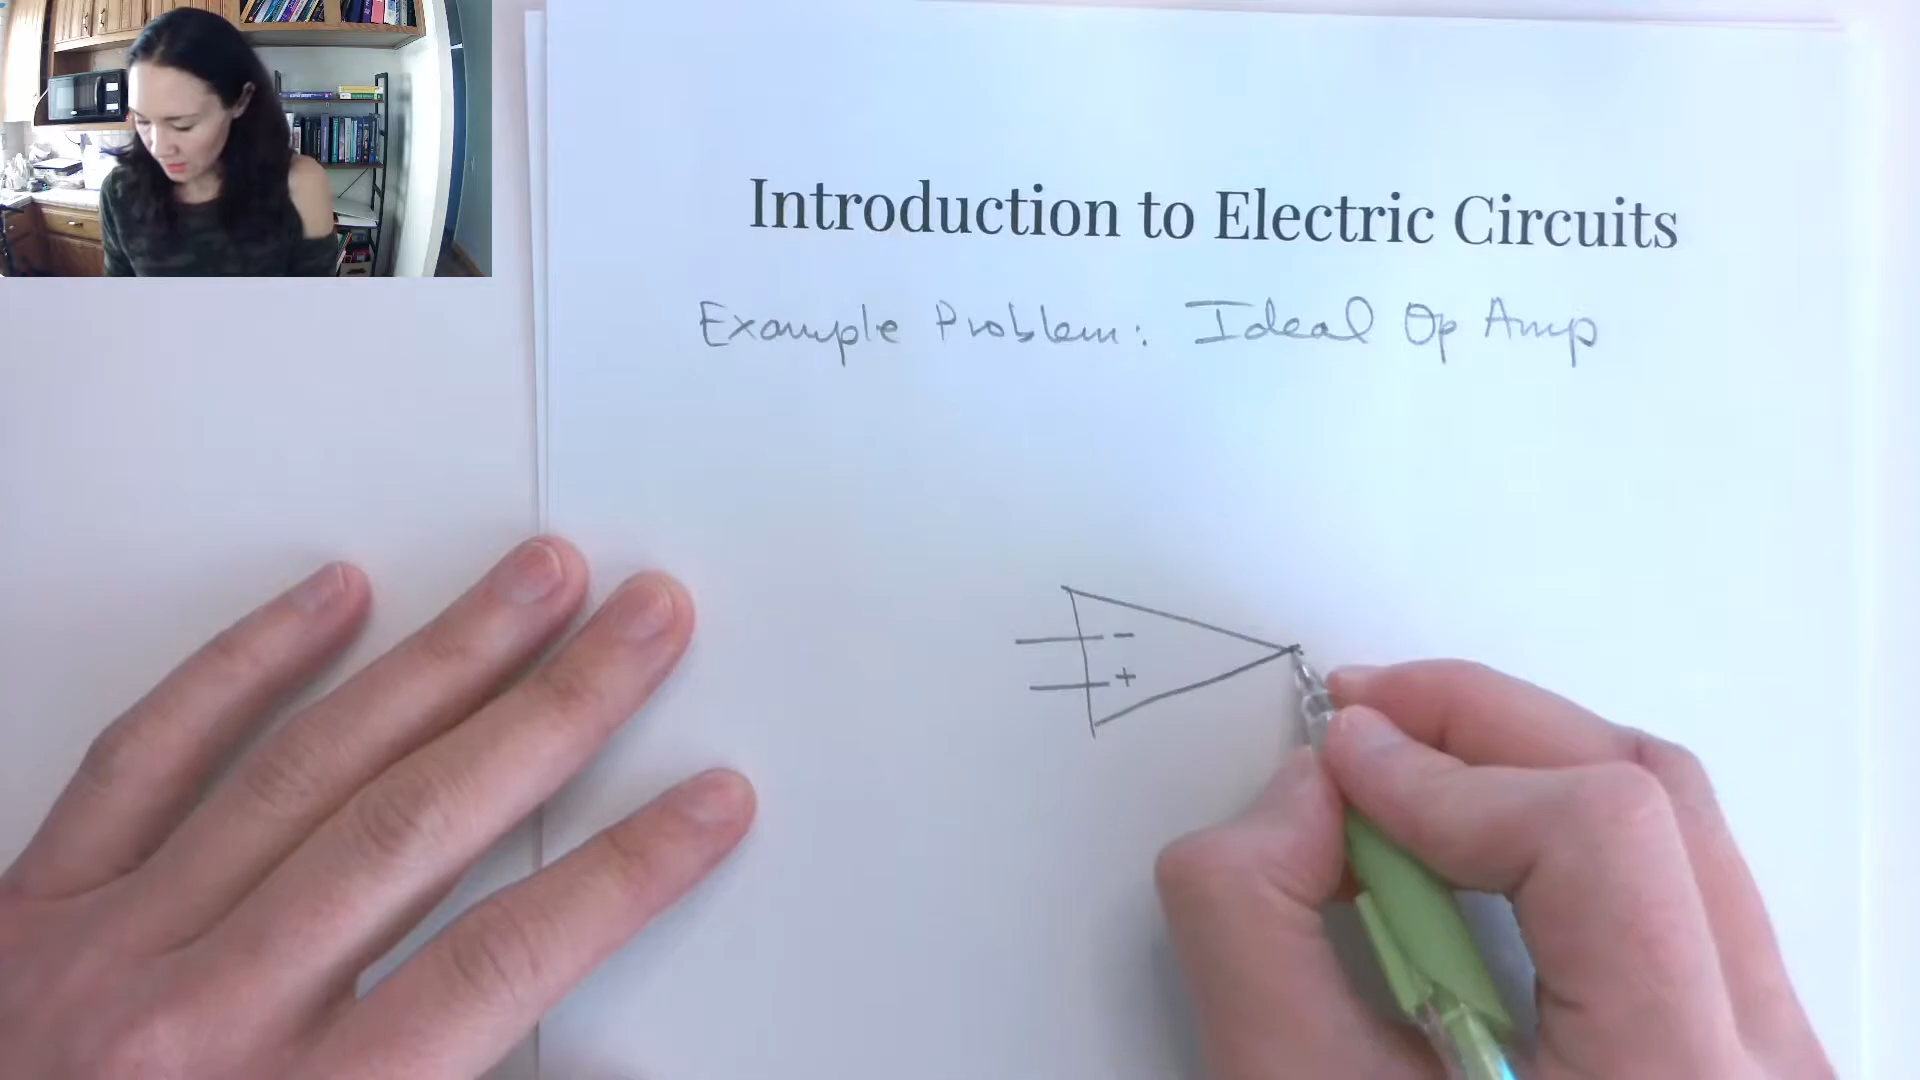 Introduction to Electric Circuits
Example Problem: Ideal Op Amp
-
+